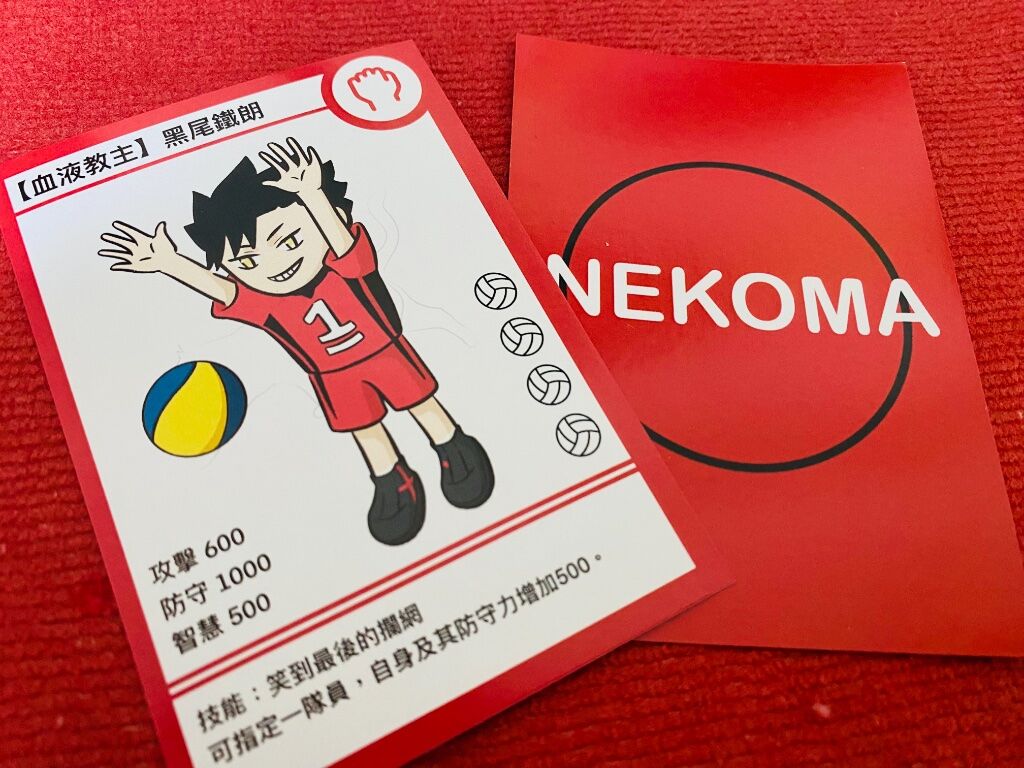 【血液教主】黑尾鐵朗
1
攻擊 600
防守 1000
智慧 500
技能：笑到最後的攔網
可指定一隊員，自身及其防守力增加500。
NEKOMA